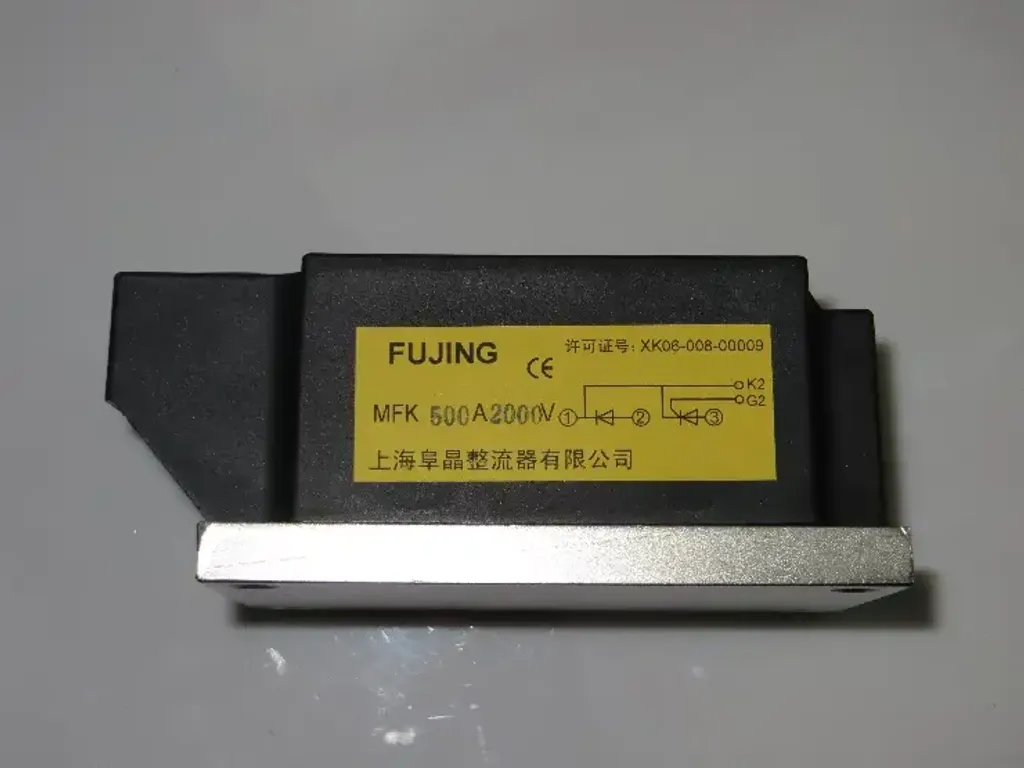 FUJING
CE
许可证号: XK06-008-00009
K2
G2
MFK 500A2000V
① ② ③
上海阜晶整流器有限公司